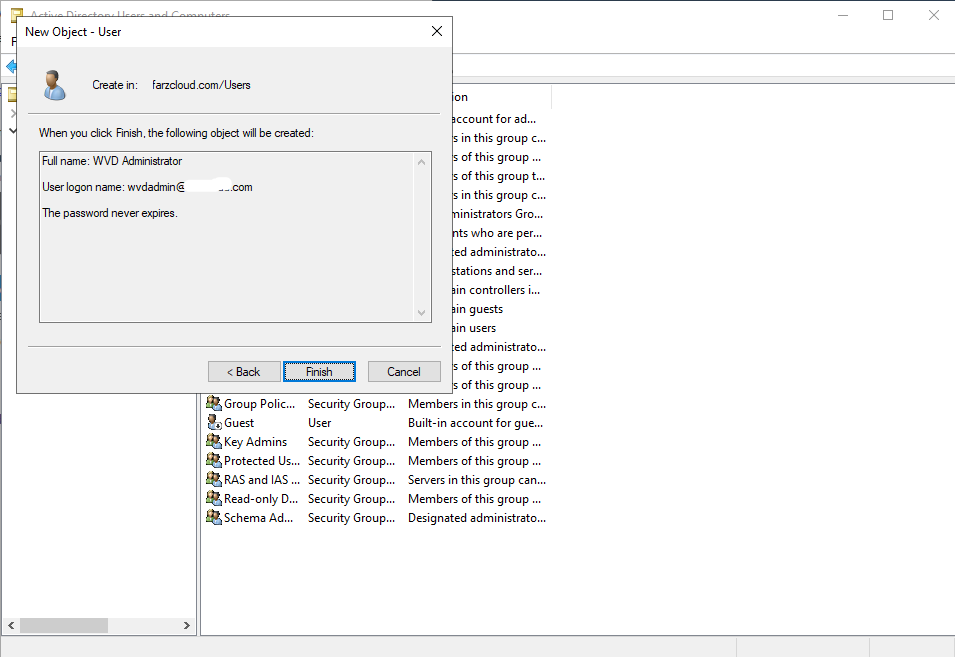 Active Directory Users and Computers
New Object - User
Create in: farzcloud.com/Users
When you click Finish, the following object will be created:
Full name: WVD Administrator
User logon name: wvdadmin@ .com
The password never expires.
< Back Finish Cancel
ion
account for ad...
s in this group c...
rs of this group ...
rs of this group t...
rs in this group c...
ministrators Gro...
nts who are per...
ted administrato...
stations and ser...
ain controllers i...
ain guests
ain users
ted administrato...
rs of this group ...
rs of this group ...
Group Polic... Security Group... Members in this group c...
Guest User Built-in account for gue...
Key Admins Security Group... Members of this group ...
Protected Us... Security Group... Members of this group ...
RAS and IAS ... Security Group... Servers in this group can...
Read-only D... Security Group... Members of this group ...
Schema Ad... Security Group... Designated administrato...